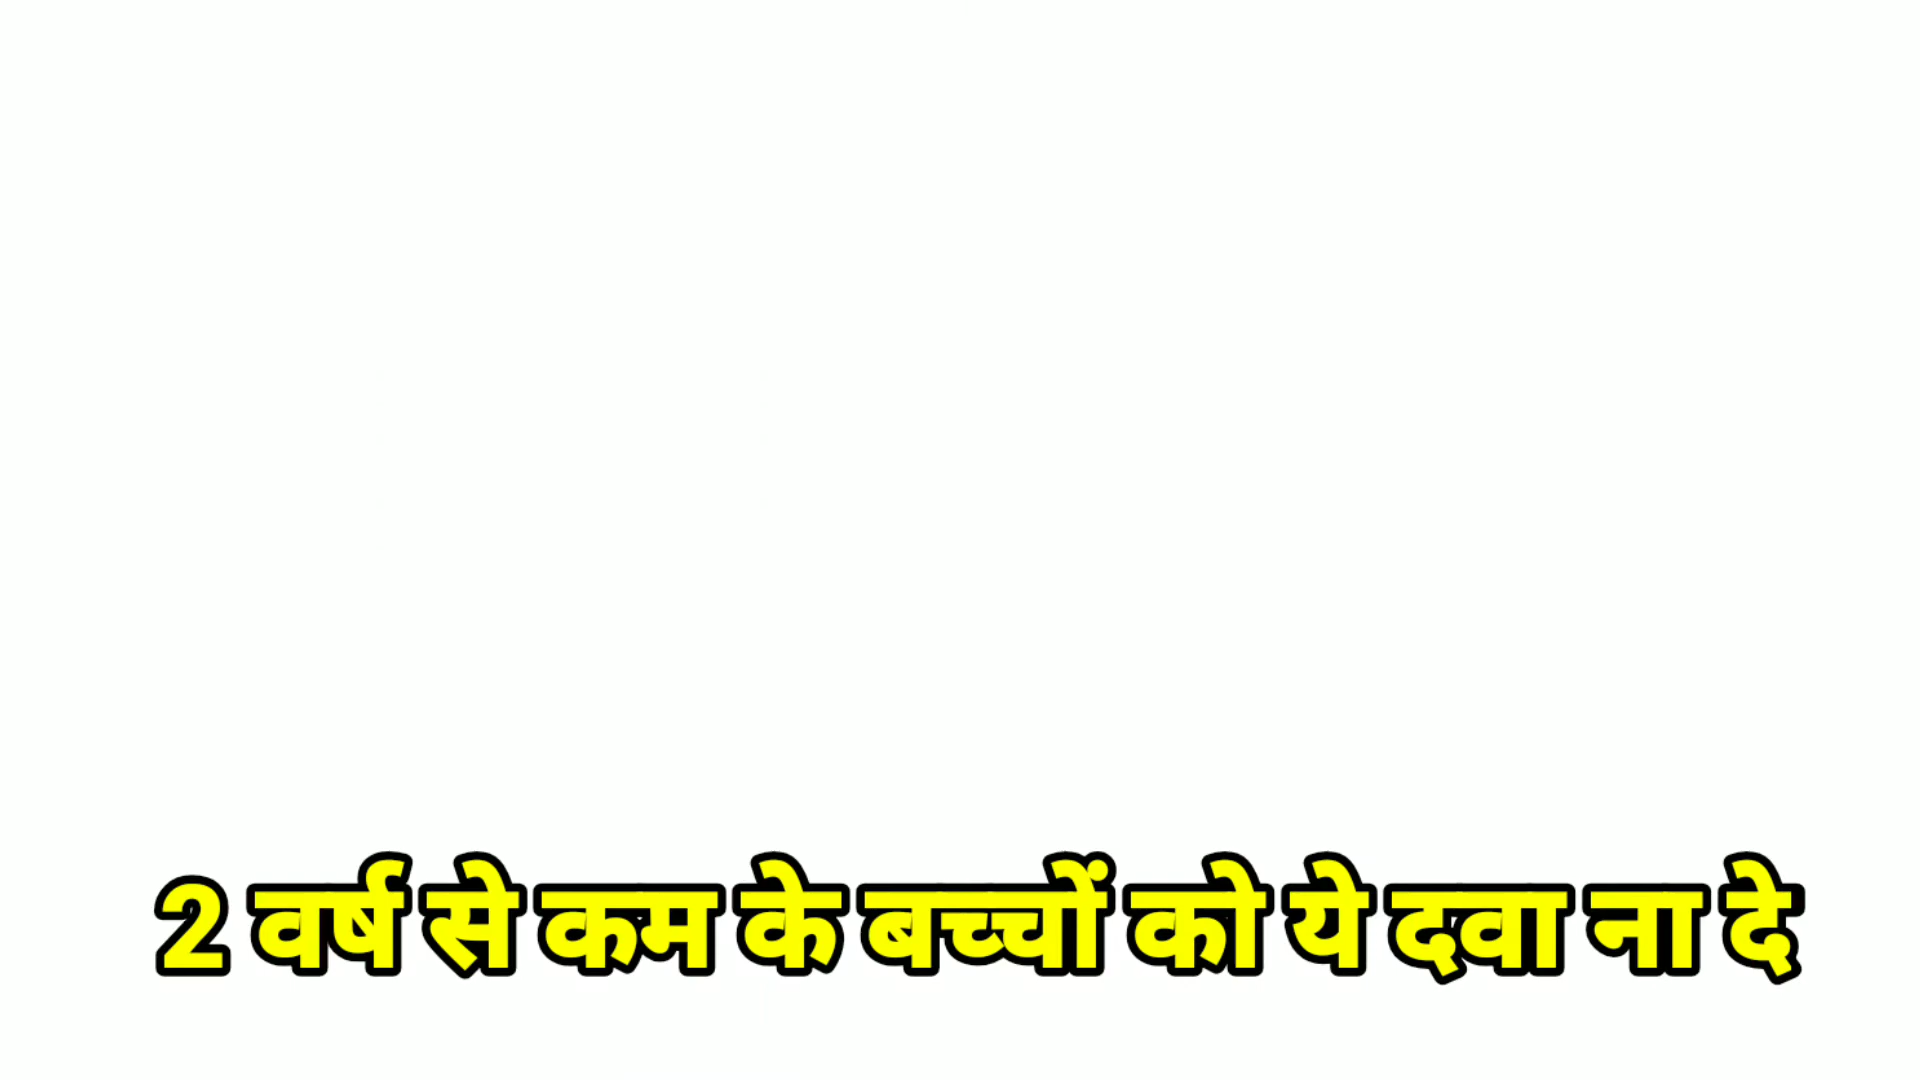 2 वर्ष से कम के बच्चों को ये दवा ना दे